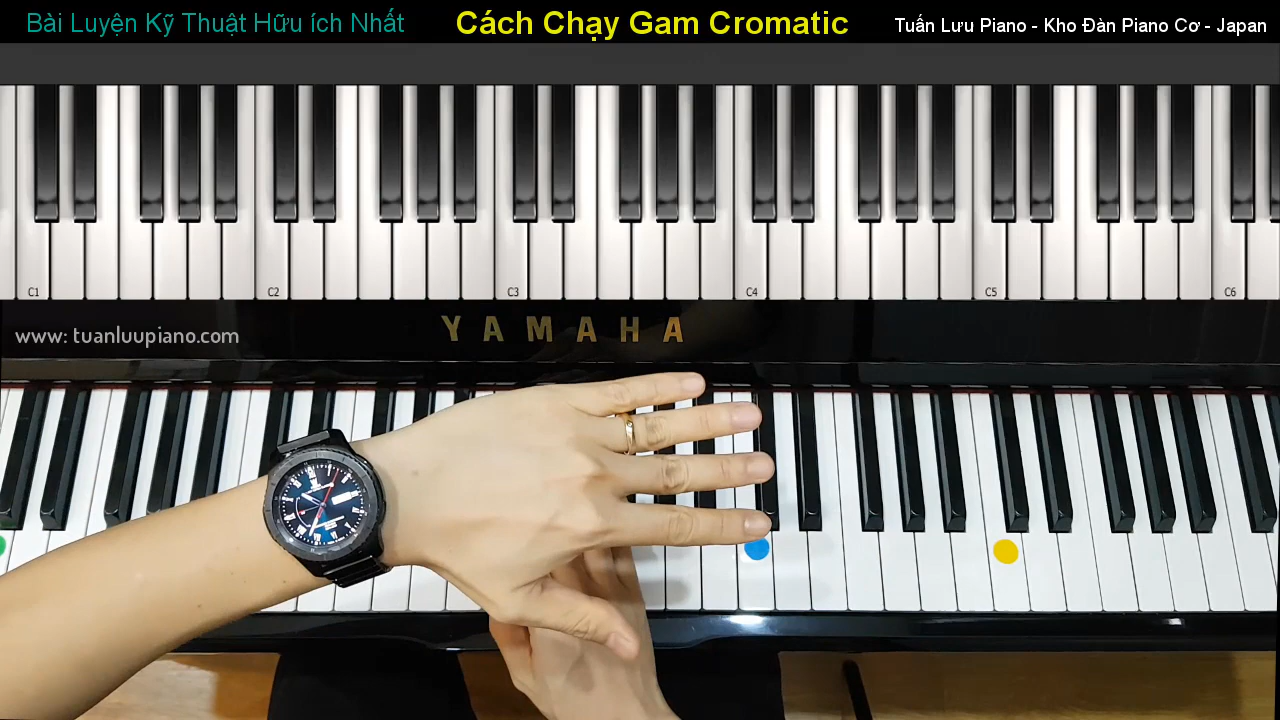 Bài Luyện Kỹ Thuật Hữu ích Nhất
Cách Chạy Gam Cromatic
Tuấn Lưu Piano - Kho Đàn Piano Cơ - Japan
C1
C2
C3
C4
C5
C6
www: tuanluupiano.com
YAMAHA